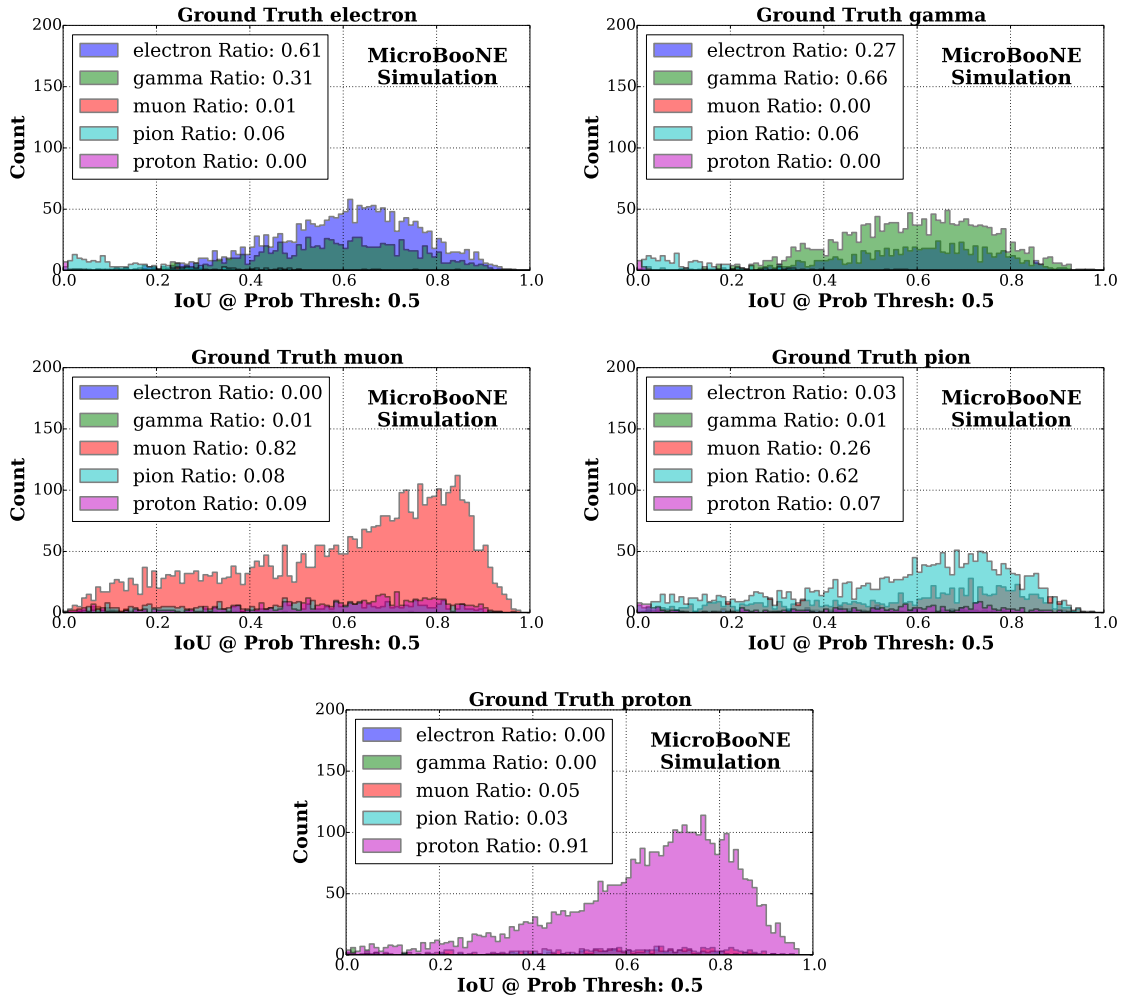 Ground Truth electron
200
150
100
50
0
Count
electron Ratio: 0.61
gamma Ratio: 0.31
muon Ratio: 0.01
pion Ratio: 0.06
proton Ratio: 0.00
MicroBooNE
Simulation
0.0 0.2 0.4 0.6 0.8 1.0
IoU @ Prob Thresh: 0.5
Ground Truth gamma
200
150
100
50
0
Count
electron Ratio: 0.27
gamma Ratio: 0.66
muon Ratio: 0.00
pion Ratio: 0.06
proton Ratio: 0.00
MicroBooNE
Simulation
0.0 0.2 0.4 0.6 0.8 1.0
IoU @ Prob Thresh: 0.5
Ground Truth muon
200
150
100
50
0
Count
electron Ratio: 0.00
gamma Ratio: 0.01
muon Ratio: 0.82
pion Ratio: 0.08
proton Ratio: 0.09
MicroBooNE
Simulation
0.0 0.2 0.4 0.6 0.8 1.0
IoU @ Prob Thresh: 0.5
Ground Truth pion
200
150
100
50
0
Count
electron Ratio: 0.03
gamma Ratio: 0.01
muon Ratio: 0.26
pion Ratio: 0.62
proton Ratio: 0.07
MicroBooNE
Simulation
0.0 0.2 0.4 0.6 0.8 1.0
IoU @ Prob Thresh: 0.5
Ground Truth proton
200
150
100
50
0
Count
electron Ratio: 0.00
gamma Ratio: 0.00
muon Ratio: 0.05
pion Ratio: 0.03
proton Ratio: 0.91
MicroBooNE
Simulation
0.0 0.2 0.4 0.6 0.8 1.0
IoU @ Prob Thresh: 0.5